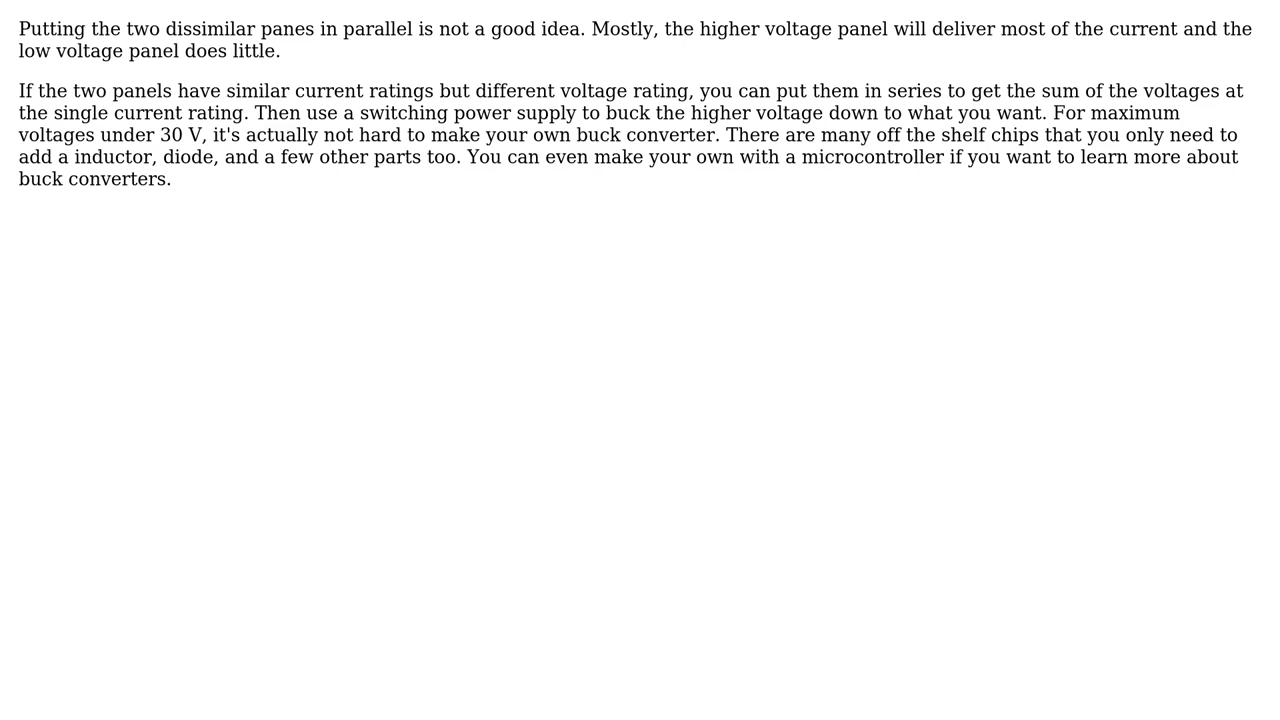 Putting the two dissimilar panes in parallel is not a good idea. Mostly, the higher voltage panel will deliver most of the current and the
low voltage panel does little.
If the two panels have similar current ratings but different voltage rating, you can put them in series to get the sum of the voltages at
the single current rating. Then use a switching power supply to buck the higher voltage down to what you want. For maximum
voltages under 30 V, it's actually not hard to make your own buck converter. There are many off the shelf chips that you only need to
add a inductor, diode, and a few other parts too. You can even make your own with a microcontroller if you want to learn more about
buck converters.